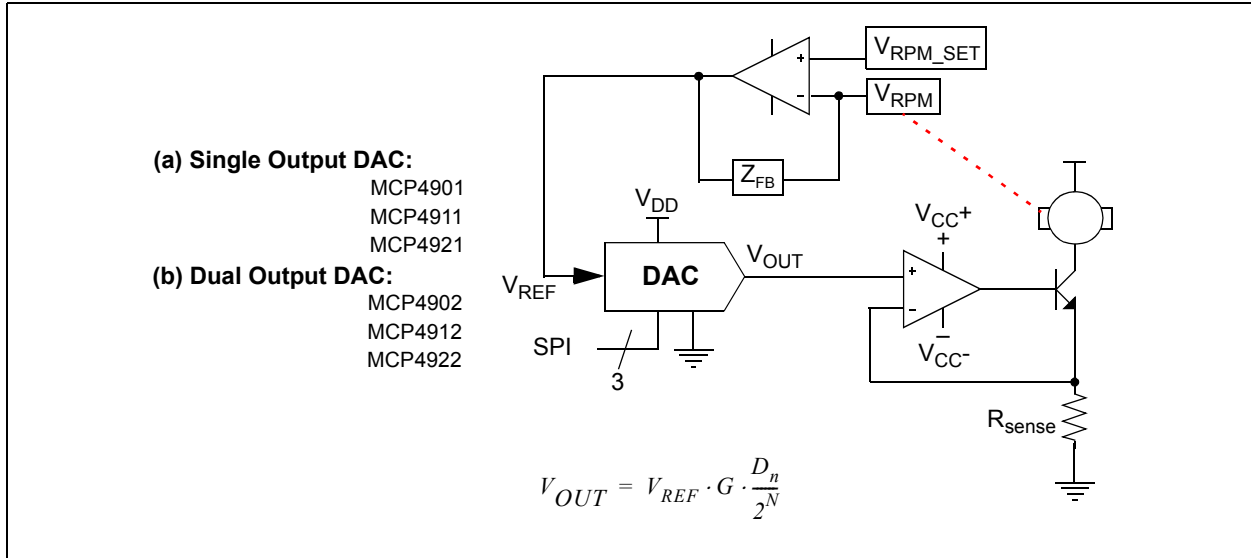 V_RPM_SET
+
-
V_RPM
(a) Single Output DAC:
MCP4901
MCP4911
MCP4921
(b) Dual Output DAC:
MCP4902
MCP4912
MCP4922
Z_FB
V_DD
DAC
V_REF
SPI
3
V_OUT
V_CC+
+
+
-
–
V_CC-
R_sense
V_OUT = V_REF · G · D_n / 2^N